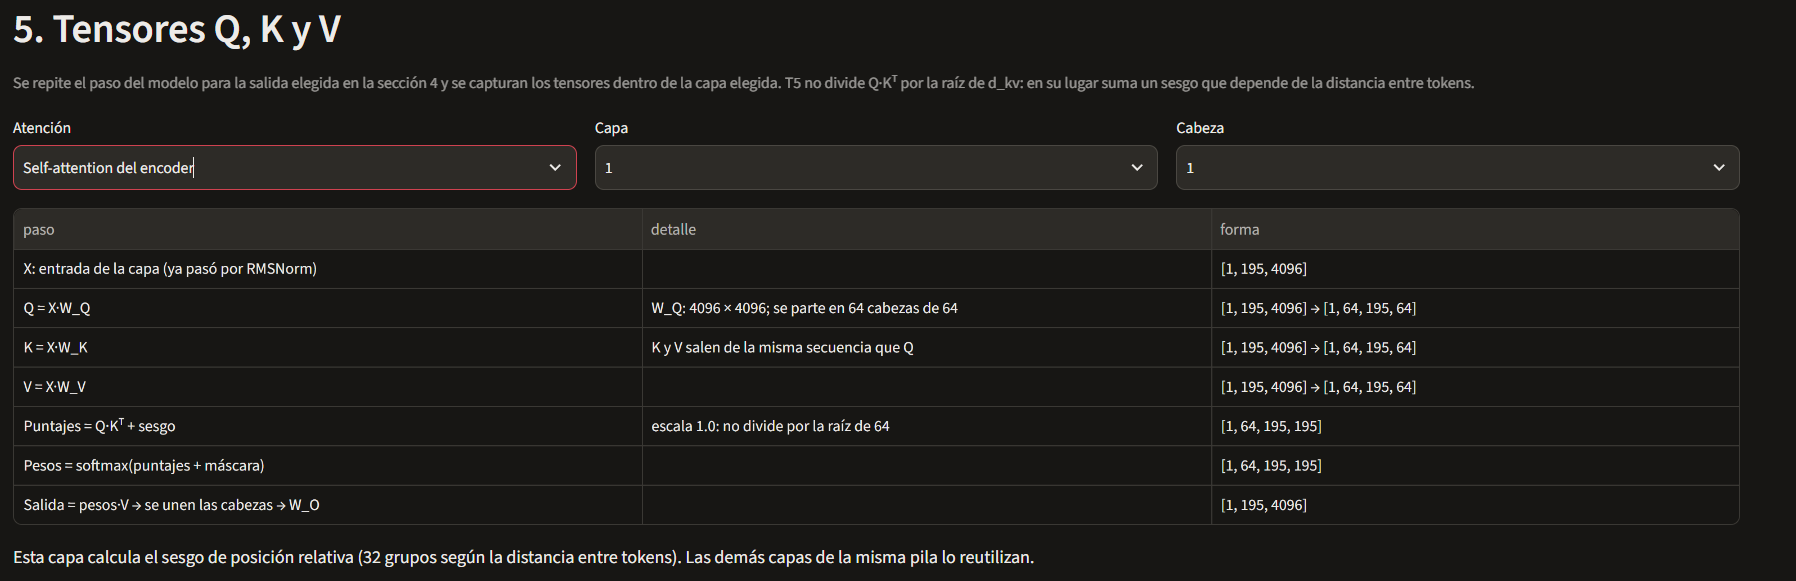 5. Tensores Q, K y V
Se repite el paso del modelo para la salida elegida en la sección 4 y se capturan los tensores dentro de la capa elegida. T5 no divide Q·Kᵀ por la raíz de d_kv: en su lugar suma un sesgo que depende de la distancia entre tokens.
Atención Capa Cabeza
Self-attention del encoder 1 1
paso detalle forma
X: entrada de la capa (ya pasó por RMSNorm) [1, 195, 4096]
Q = X·W_Q W_Q: 4096 × 4096; se parte en 64 cabezas de 64 [1, 195, 4096] → [1, 64, 195, 64]
K = X·W_K K y V salen de la misma secuencia que Q [1, 195, 4096] → [1, 64, 195, 64]
V = X·W_V [1, 195, 4096] → [1, 64, 195, 64]
Puntajes = Q·Kᵀ + sesgo escala 1.0: no divide por la raíz de 64 [1, 64, 195, 195]
Pesos = softmax(puntajes + máscara) [1, 64, 195, 195]
Salida = pesos·V → se unen las cabezas → W_O [1, 195, 4096]
Esta capa calcula el sesgo de posición relativa (32 grupos según la distancia entre tokens). Las demás capas de la misma pila lo reutilizan.